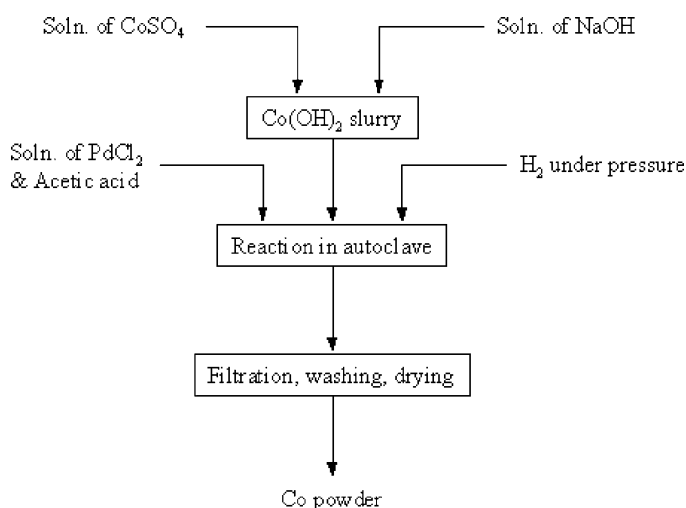 Soln. of CoSO₄
Soln. of NaOH
Co(OH)₂ slurry
Soln. of PdCl₂
& Acetic acid
H₂ under pressure
Reaction in autoclave
Filtration, washing, drying
Co powder